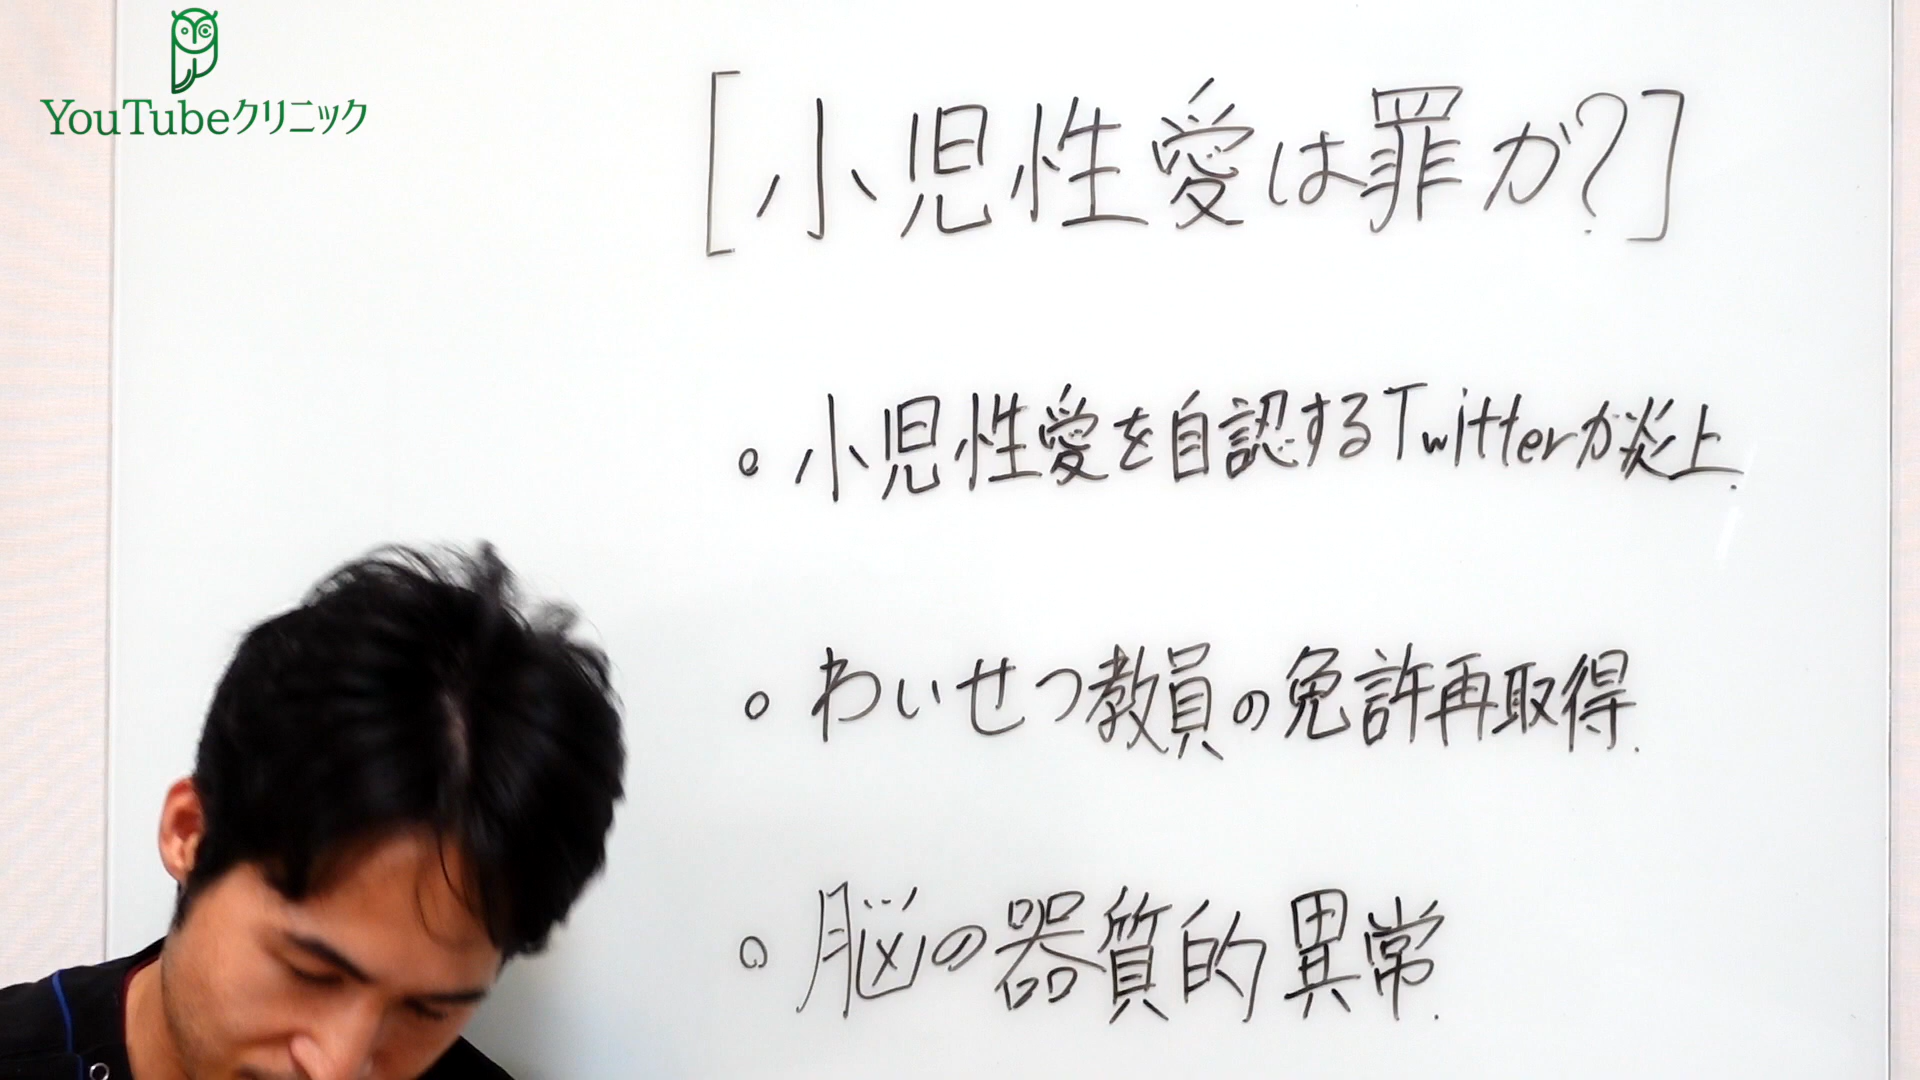 YouTubeクリニック
[小児性愛は罪か?]
○ 小児性愛を自認するTwitterが炎上.
○ わいせつ教員の免許再取得.
○ 脳の器質的異常.